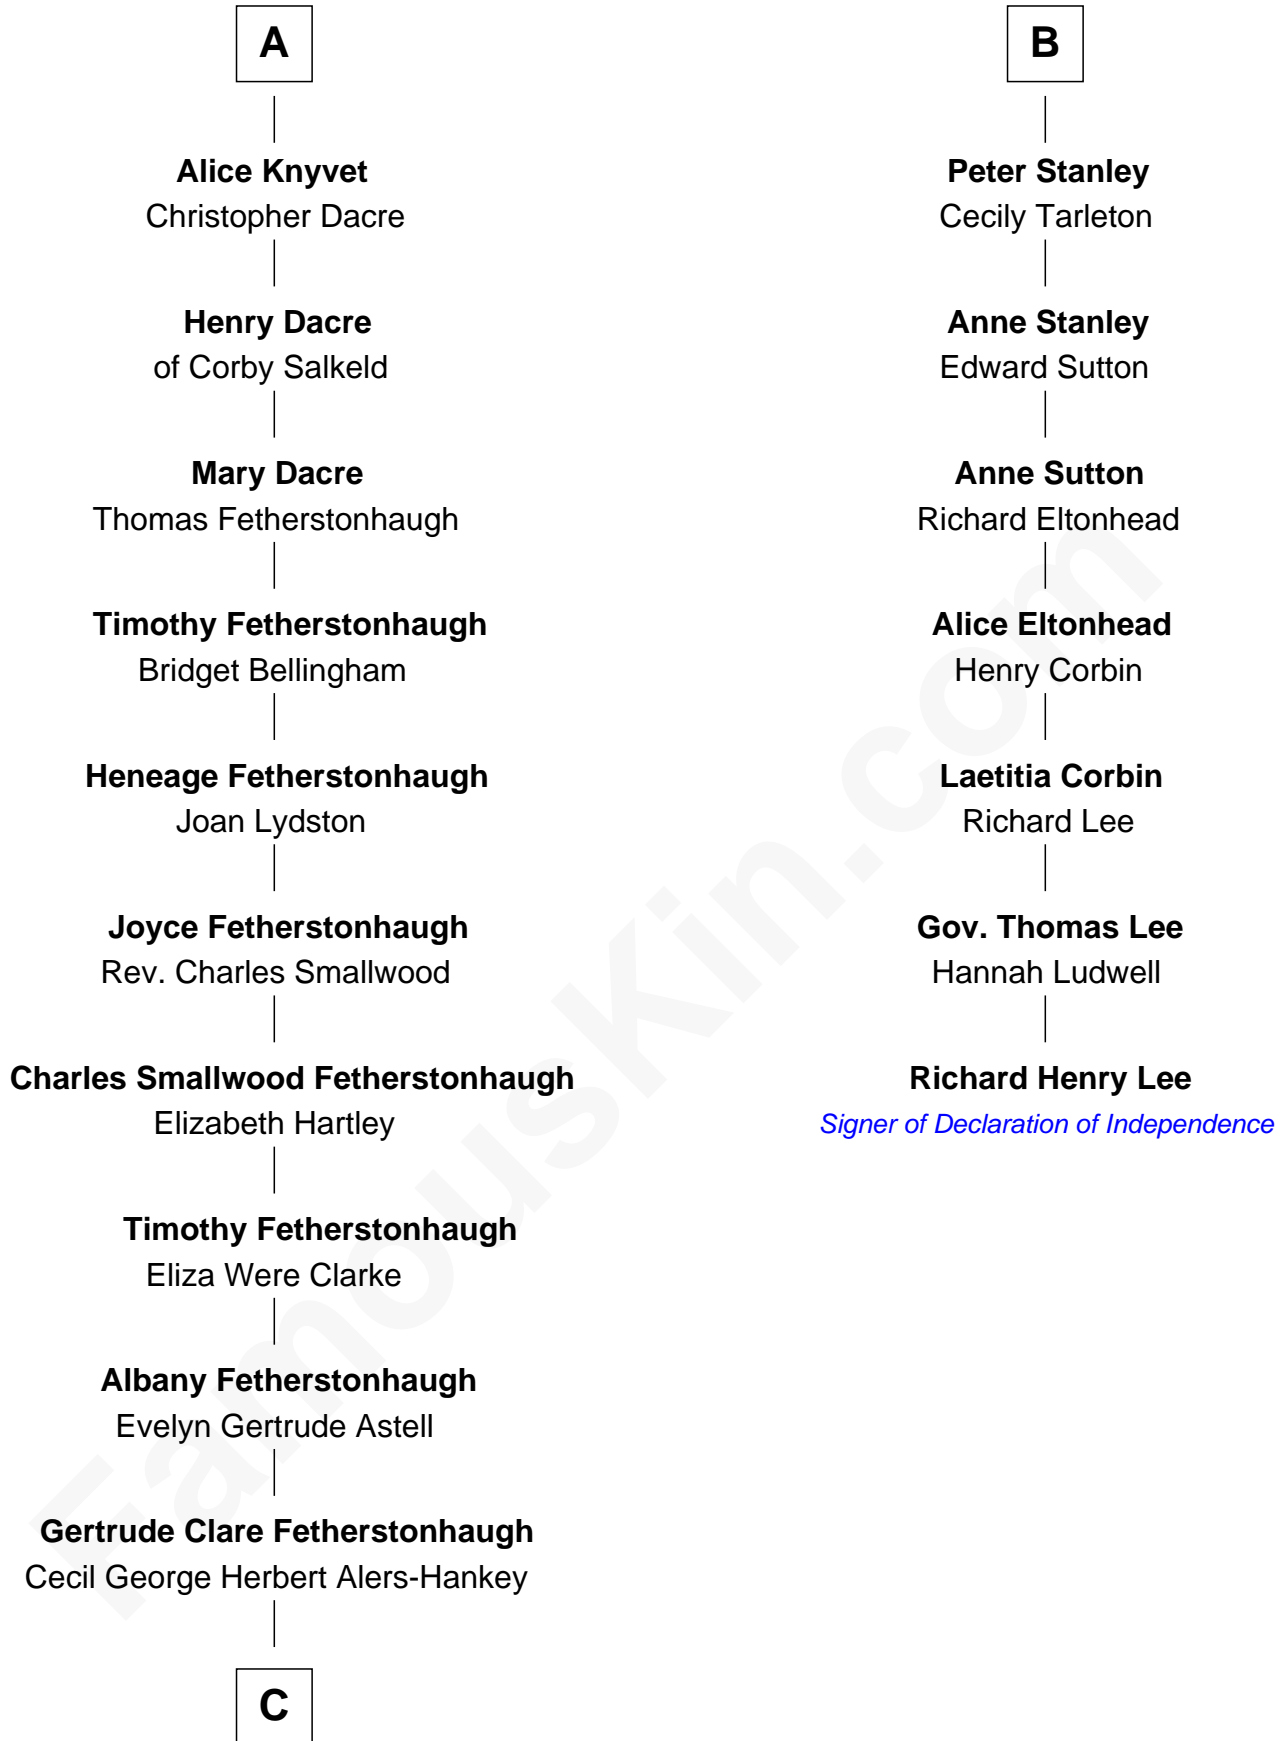 A
Alice Knyvet
Christopher Dacre
Henry Dacre
of Corby Salkeld
Mary Dacre
Thomas Fetherstonhaugh
Timothy Fetherstonhaugh
Bridget Bellingham
Heneage Fetherstonhaugh
Joan Lydston
Joyce Fetherstonhaugh
Rev. Charles Smallwood
Charles Smallwood Fetherstonhaugh
Elizabeth Hartley
Timothy Fetherstonhaugh
Eliza Were Clarke
Albany Fetherstonhaugh
Evelyn Gertrude Astell
Gertrude Clare Fetherstonhaugh
Cecil George Herbert Alers-Hankey
C
B
Peter Stanley
Cecily Tarleton
Anne Stanley
Edward Sutton
Anne Sutton
Richard Eltonhead
Alice Eltonhead
Henry Corbin
Laetitia Corbin
Richard Lee
Gov. Thomas Lee
Hannah Ludwell
Richard Henry Lee
Signer of Declaration of Independence
FamousKin.com